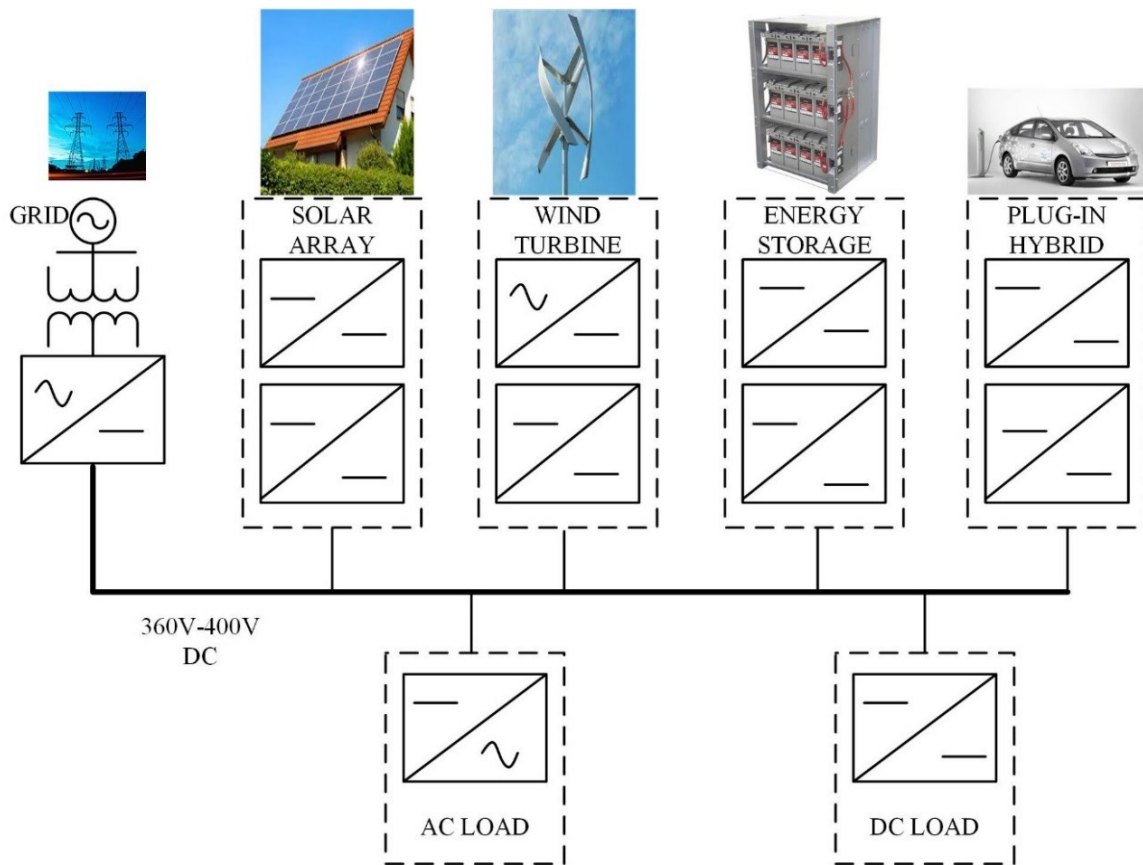 GRID
SOLAR
ARRAY
WIND
TURBINE
ENERGY
STORAGE
PLUG-IN
HYBRID
360V-400V
DC
AC LOAD
DC LOAD